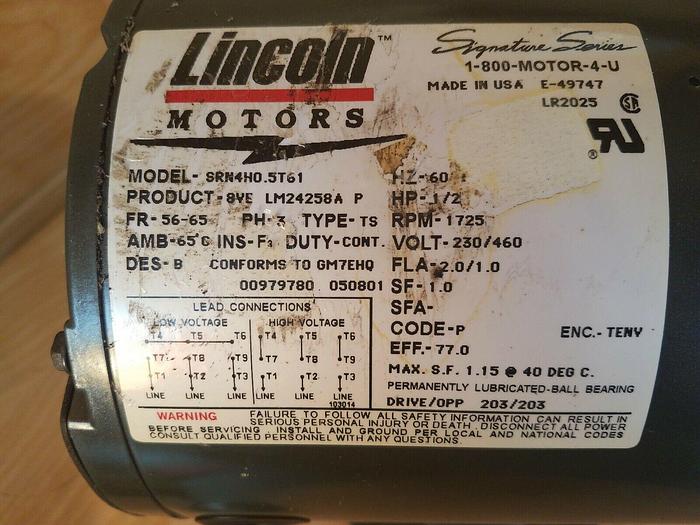 Lincoln™
MOTORS
Signature Series
1-800-MOTOR-4-U
MADE IN USA E-49747
LR2025
MODEL- SRN4H0.5T61 HZ-60
PRODUCT- 8YE LM24258A P HP-1/2
FR-56-65 PH-3 TYPE-TS RPM-1725
AMB-65°C INS-F3 DUTY-CONT. VOLT-230/460
DES-B CONFORMS TO GM7EHQ FLA-2.0/1.0
00979780 050801 SF-1.0
SFA-
CODE-P ENC.-TENV
EFF.-77.0
MAX. S.F. 1.15 @ 40 DEG C.
PERMANENTLY LUBRICATED-BALL BEARING
DRIVE/OPP 203/203
LEAD CONNECTIONS
LOW VOLTAGE HIGH VOLTAGE
T4 T5 T6 T4 T5 T6
T7 T8 T9 T7 T8 T9
T1 T2 T3 T1 T2 T3
LINE LINE LINE LINE LINE LINE
103014
WARNING FAILURE TO FOLLOW ALL SAFETY INFORMATION CAN RESULT IN
SERIOUS PERSONAL INJURY OR DEATH. DISCONNECT ALL POWER
BEFORE SERVICING. INSTALL AND GROUND PER LOCAL AND NATIONAL CODES
CONSULT QUALIFIED PERSONNEL WITH ANY QUESTIONS